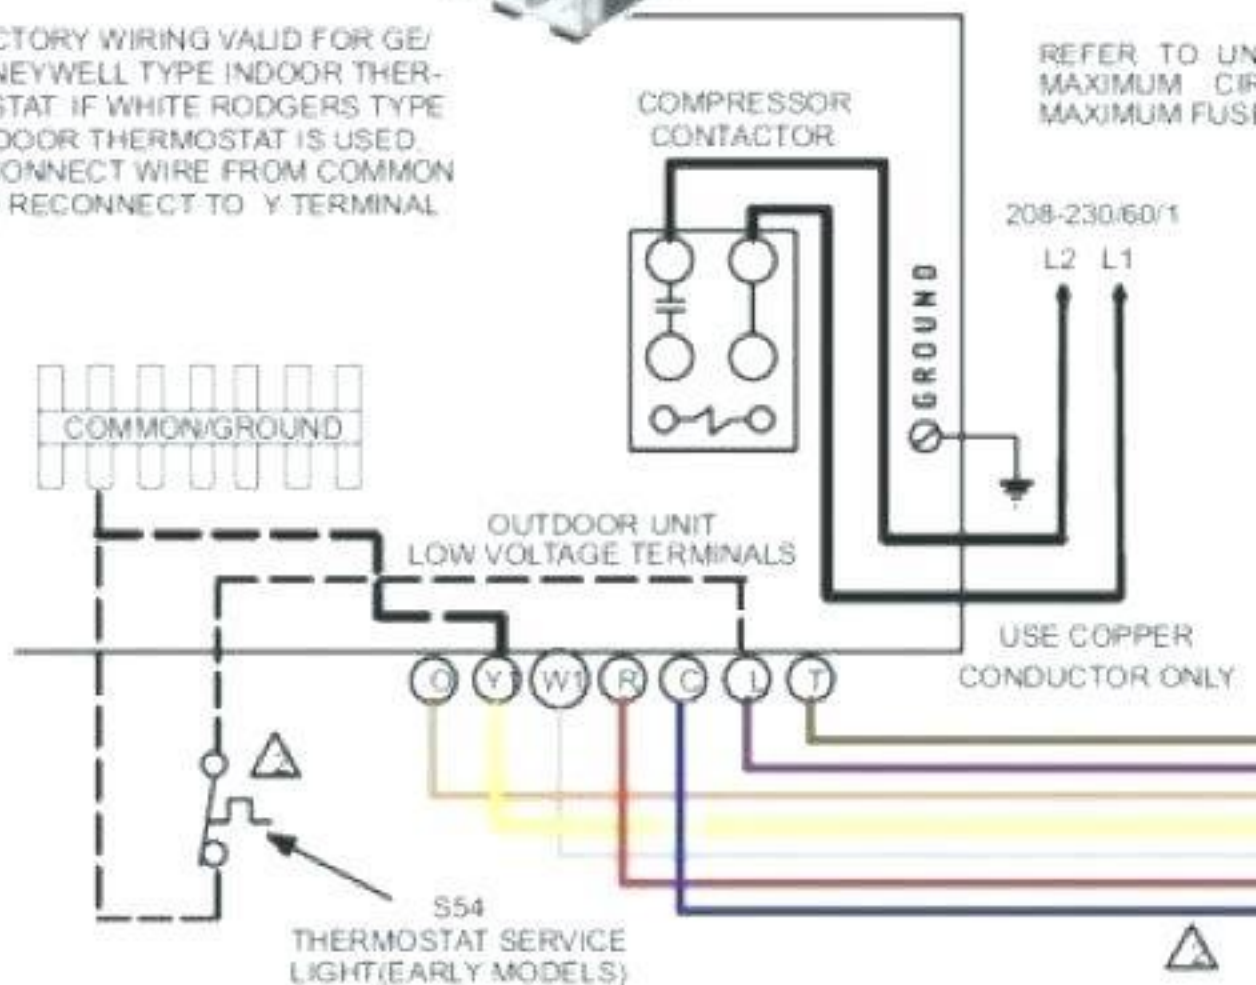 CTORY WIRING VALID FOR GE/
NEYWELL TYPE INDOOR THER-
STAT IF WHITE RODGERS TYPE
DOOR THERMOSTAT IS USED
ONNECT WIRE FROM COMMON
RECONNECT TO Y TERMINAL
COMPRESSOR
CONTACTOR
REFER TO UN
MAXIMUM CIR
MAXIMUM FUSE
208-230/60/1
L2 L1
GROUND
COMMON/GROUND
OUTDOOR UNIT
LOW VOLTAGE TERMINALS
USE COPPER
CONDUCTOR ONLY
O Y1 W1 R C L T
S54
THERMOSTAT SERVICE
LIGHT(EARLY MODELS)